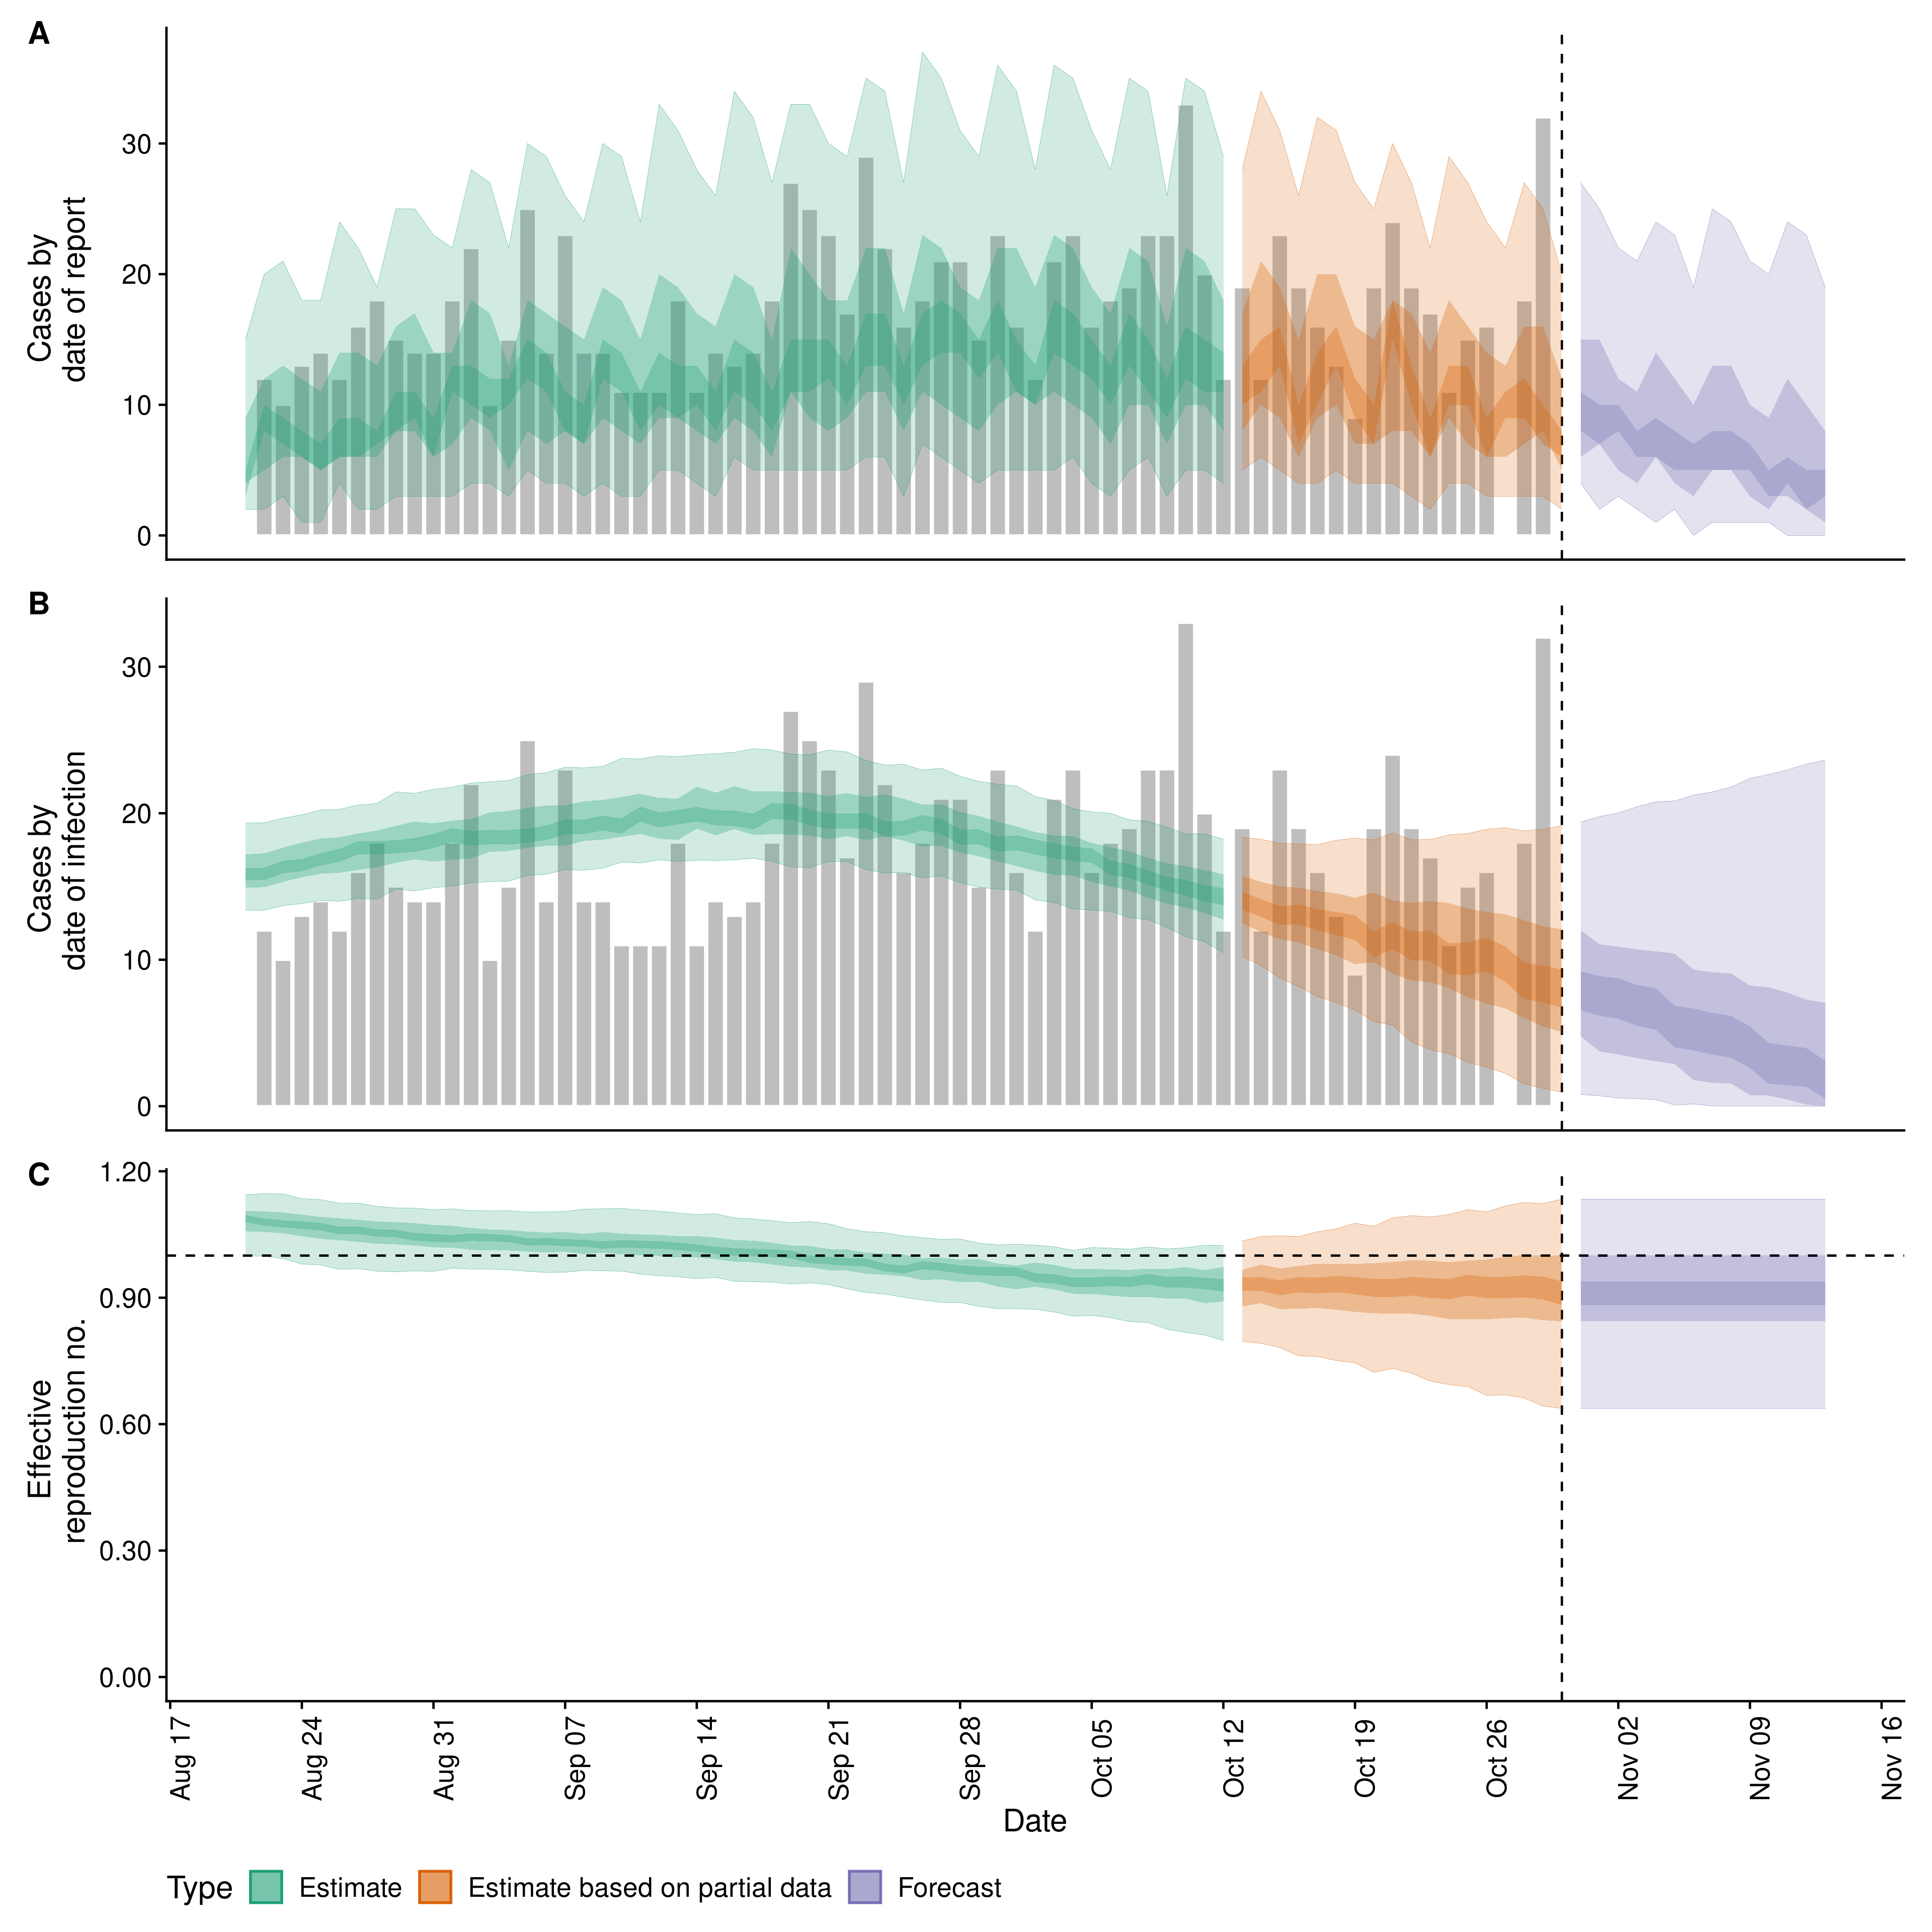 A
Cases by
date of report
30
20
10
0
B
Cases by
date of infection
30
20
10
0
C
Effective
reproduction no.
1.20
0.90
0.60
0.30
0.00
Aug 17
Aug 24
Aug 31
Sep 07
Sep 14
Sep 21
Sep 28
Oct 05
Oct 12
Oct 19
Oct 26
Nov 02
Nov 09
Nov 16
Date
Type Estimate Estimate based on partial data Forecast